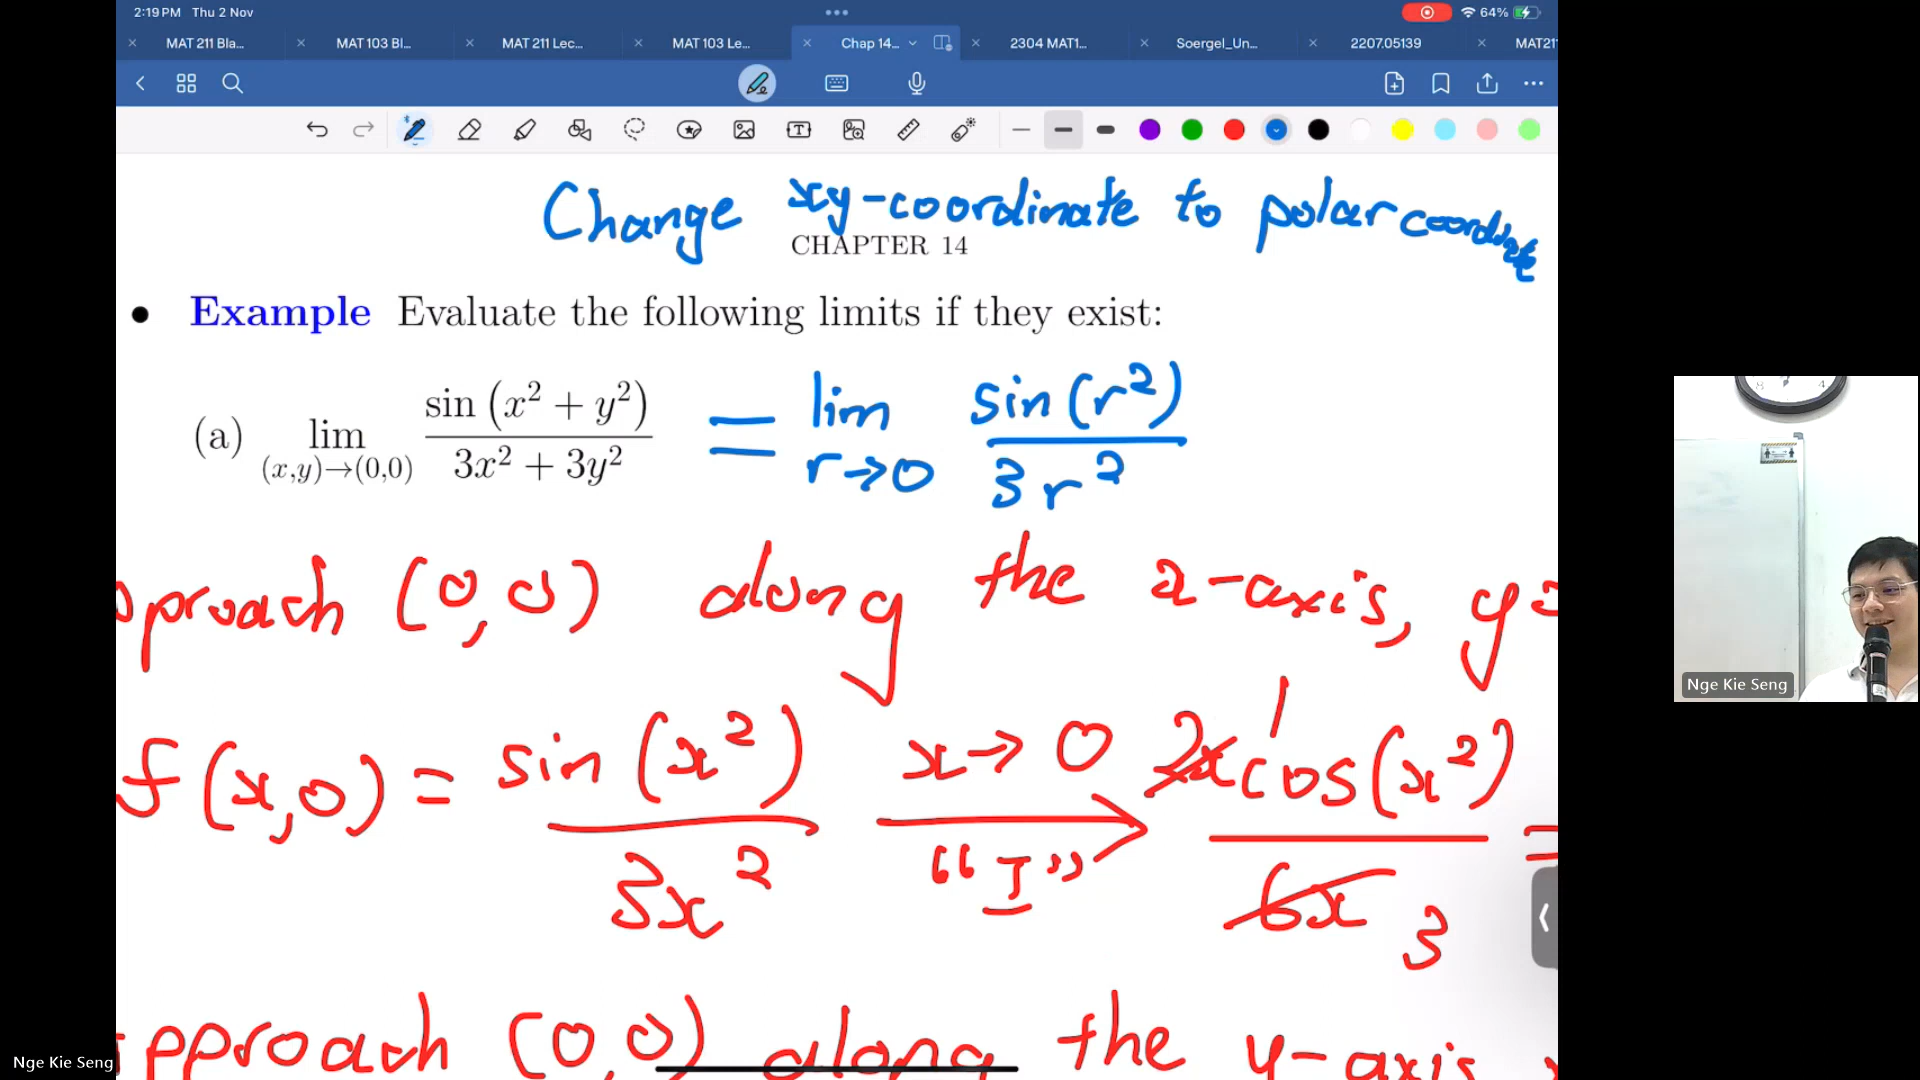 2:19 PM Thu 2 Nov
64%
MAT 211 Bla...
MAT 103 Bl...
MAT 211 Lec...
MAT 103 Le...
Chap 14...
2304 MAT1...
Soergel_Un...
2207.05139
MAT21
Change xy-coordinate to polar coordinate
CHAPTER 14
• Example Evaluate the following limits if they exist:
(a) lim (x,y)→(0,0) sin (x² + y²) / 3x² + 3y² = lim r→0 sin (r²) / 3r²
pproach (0,0) along the x-axis, y=
f(x,0) = sin (x²) / 3x² x→0 "I" 2x cos (x²) 1 / 6x 3 =
approach (0,0) along the y-axis
Nge Kie Seng
Nge Kie Seng